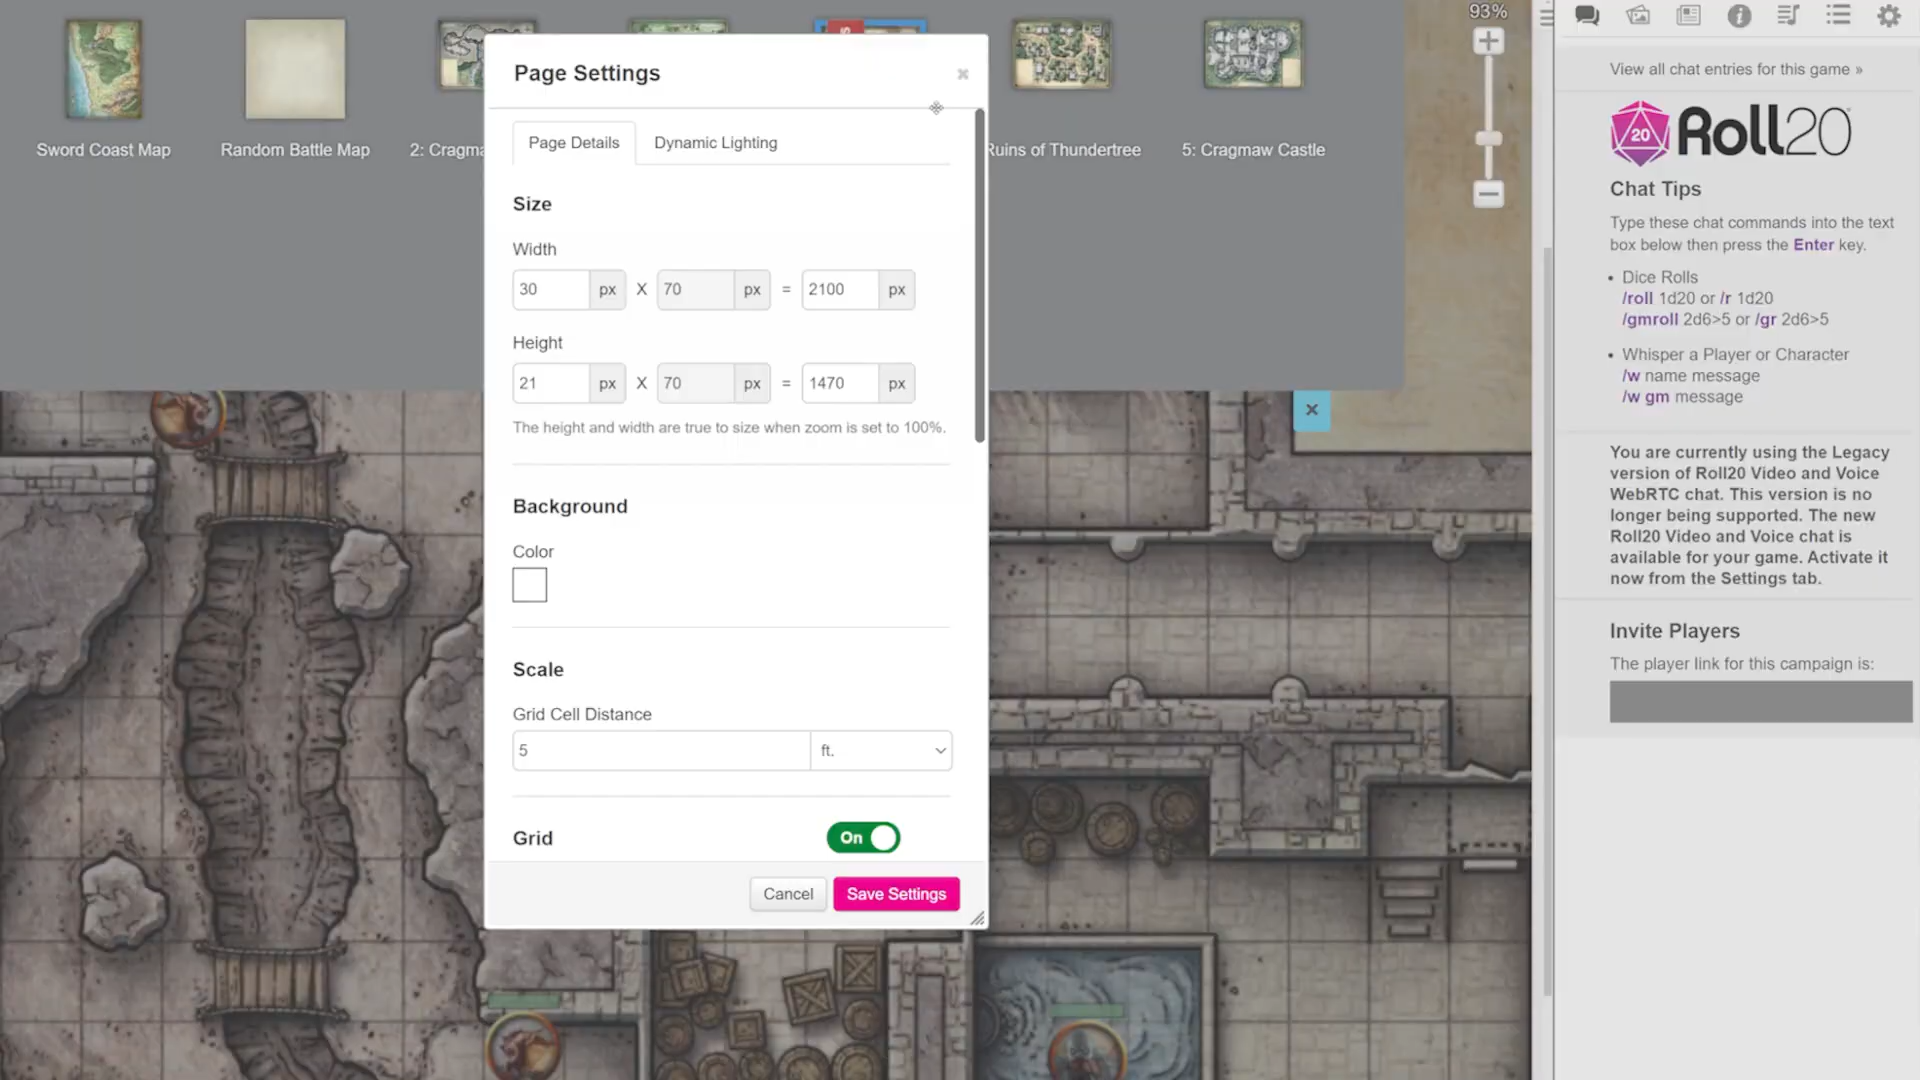 93%
Sword Coast Map
Random Battle Map
2: Cragma
Ruins of Thundertree
5: Cragmaw Castle
Page Settings
×
Page Details
Dynamic Lighting
Size
Width
30 px X 70 px = 2100 px
Height
21 px X 70 px = 1470 px
The height and width are true to size when zoom is set to 100%.
Background
Color
Scale
Grid Cell Distance
5 ft.
Grid On
Cancel
Save Settings
View all chat entries for this game »
20 Roll20
Chat Tips
Type these chat commands into the text
box below then press the Enter key.
• Dice Rolls
/roll 1d20 or /r 1d20
/gmroll 2d6>5 or /gr 2d6>5
• Whisper a Player or Character
/w name message
/w gm message
You are currently using the Legacy
version of Roll20 Video and Voice
WebRTC chat. This version is no
longer being supported. The new
Roll20 Video and Voice chat is
available for your game. Activate it
now from the Settings tab.
Invite Players
The player link for this campaign is: